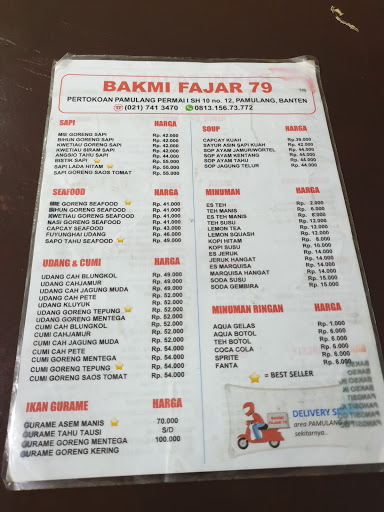 BAKMI FAJAR 79
PERTOKOAN PAMULANG PERMAI I SH 10 no. 12, PAMULANG, BANTEN
(021) 741 3470 0813.156.73.772
SAPI HARGA
MIE GORENG SAPI Rp. 42.000
BIHUN GORENG SAPI Rp. 42.000
KWETIAU GORENG SAPI Rp. 42.000
KWETIAU SIRAM SAPI Rp. 42.000
ANGSIO TAHU SAPI Rp. 50.000
BISTIK SAPI Rp. 55.000
SAPI LADA HITAM Rp. 55.000
SAPI GORENG SAOS TOMAT Rp. 55.000
SEAFOOD HARGA
MIE GORENG SEAFOOD Rp. 41.000
BIHUN GORENG SEAFOOD Rp. 41.000
KWETIAU GORENG SEAFOOD Rp. 41.000
NASI GORENG SEAFOOD Rp. 41.000
CAPCAY SEAFOOD Rp. 43.000
FUYUNGHAI UDANG Rp. 46.000
SAPO TAHU SEAFOOD Rp. 49.000
UDANG & CUMI HARGA
UDANG CAH BLUNGKOL Rp. 49.000
UDANG CAHJAMUR Rp. 49.000
UDANG CAH JAGUNG MUDA Rp. 49.000
UDANG CAH PETE Rp. 52.000
UDANG KLUYUK Rp. 52.000
UDANG GORENG TEPUNG Rp. 52.000
UDANG GORENG MENTEGA Rp. 52.000
CUMI CAH BLUNGKOL Rp. 52.000
CUMI CAHJAMUR Rp. 52.000
CUMI CAH JAGUNG MUDA Rp. 52.000
CUMI CAH PETE Rp. 54.000
CUMI GORENG MENTEGA Rp. 54.000
CUMI GORENG TEPUNG Rp. 54.000
CUMI GORENG SAOS TOMAT Rp. 54.000
IKAN GURAME HARGA
GURAME ASEM MANIS 70.000
GURAME TAHU TAUSI S/D
GURAME GORENG MENTEGA 100.000
GURAME GORENG KERING
SOUP HARGA
CAPCAY KUAH Rp.39.000
SAYUR ASIN SAPI KUAH Rp. 42.000
SOP AYAM JAMUR/WORTEL Rp. 44.000
SOP AYAM KENTANG Rp. 44.000
SOP AYAM TAHU Rp. 44.000
SOP JAGUNG TELUR Rp. 44.000
MINUMAN HARGA
ES TEH Rp. 2.000
ES TEH MANIS Rp. 6.000
TEH MANIS Rp. 6.000
TEH SUSU Rp. 12.000
LEMON TEA Rp. 12.000
LEMON SQUASH Rp. 12.000
KOPI HITAM Rp. 8.000
KOPI SUSU Rp. 10.000
ES JERUK Rp. 14.000
JERUK HANGAT Rp. 14.000
ES MARQUISA Rp. 14.000
MARQUISA HANGAT Rp. 14.000
SODA SUSU Rp. 15.000
SODA GEMBIRA Rp. 15.000
MINUMAN RINGAN HARGA
AQUA GELAS Rp. 1.000
AQUA BOTOL Rp. 6.000
TEH BOTOL Rp. 6.000
COCA COLA Rp. 6.000
SPRITE Rp. 6.000
FANTA Rp. 6.000
= BEST SELLER
BAKMI FAJAR 79
DELIVERY
area PAMULANG
sekitarnya..